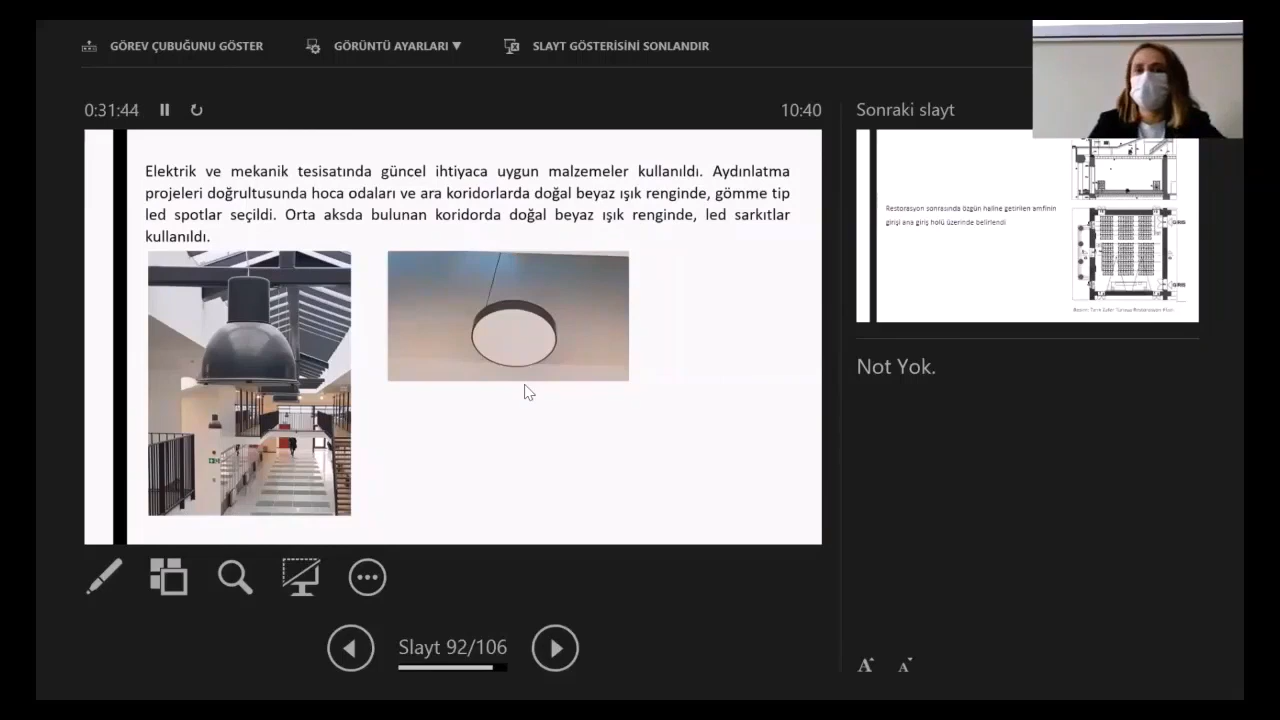 GÖREV ÇUBUĞUNU GÖSTER
GÖRÜNTÜ AYARLARI ▼
SLAYT GÖSTERİSİNİ SONLANDIR
0:31:44
10:40
Sonraki slayt
Elektrik ve mekanik tesisatında güncel ihtiyaca uygun malzemeler kullanıldı. Aydınlatma
projeleri doğrultusunda hoca odaları ve ara koridorlarda doğal beyaz ışık renginde, gömme tip
led spotlar seçildi. Orta aksda bulunan koridorda doğal beyaz ışık renginde, led sarkıtlar
kullanıldı.
Restorasyon sonrasında özgün haline getirilen amfinin
girişi ana giriş holü üzerinde belirlendi
Not Yok.
Slayt 92/106
A A